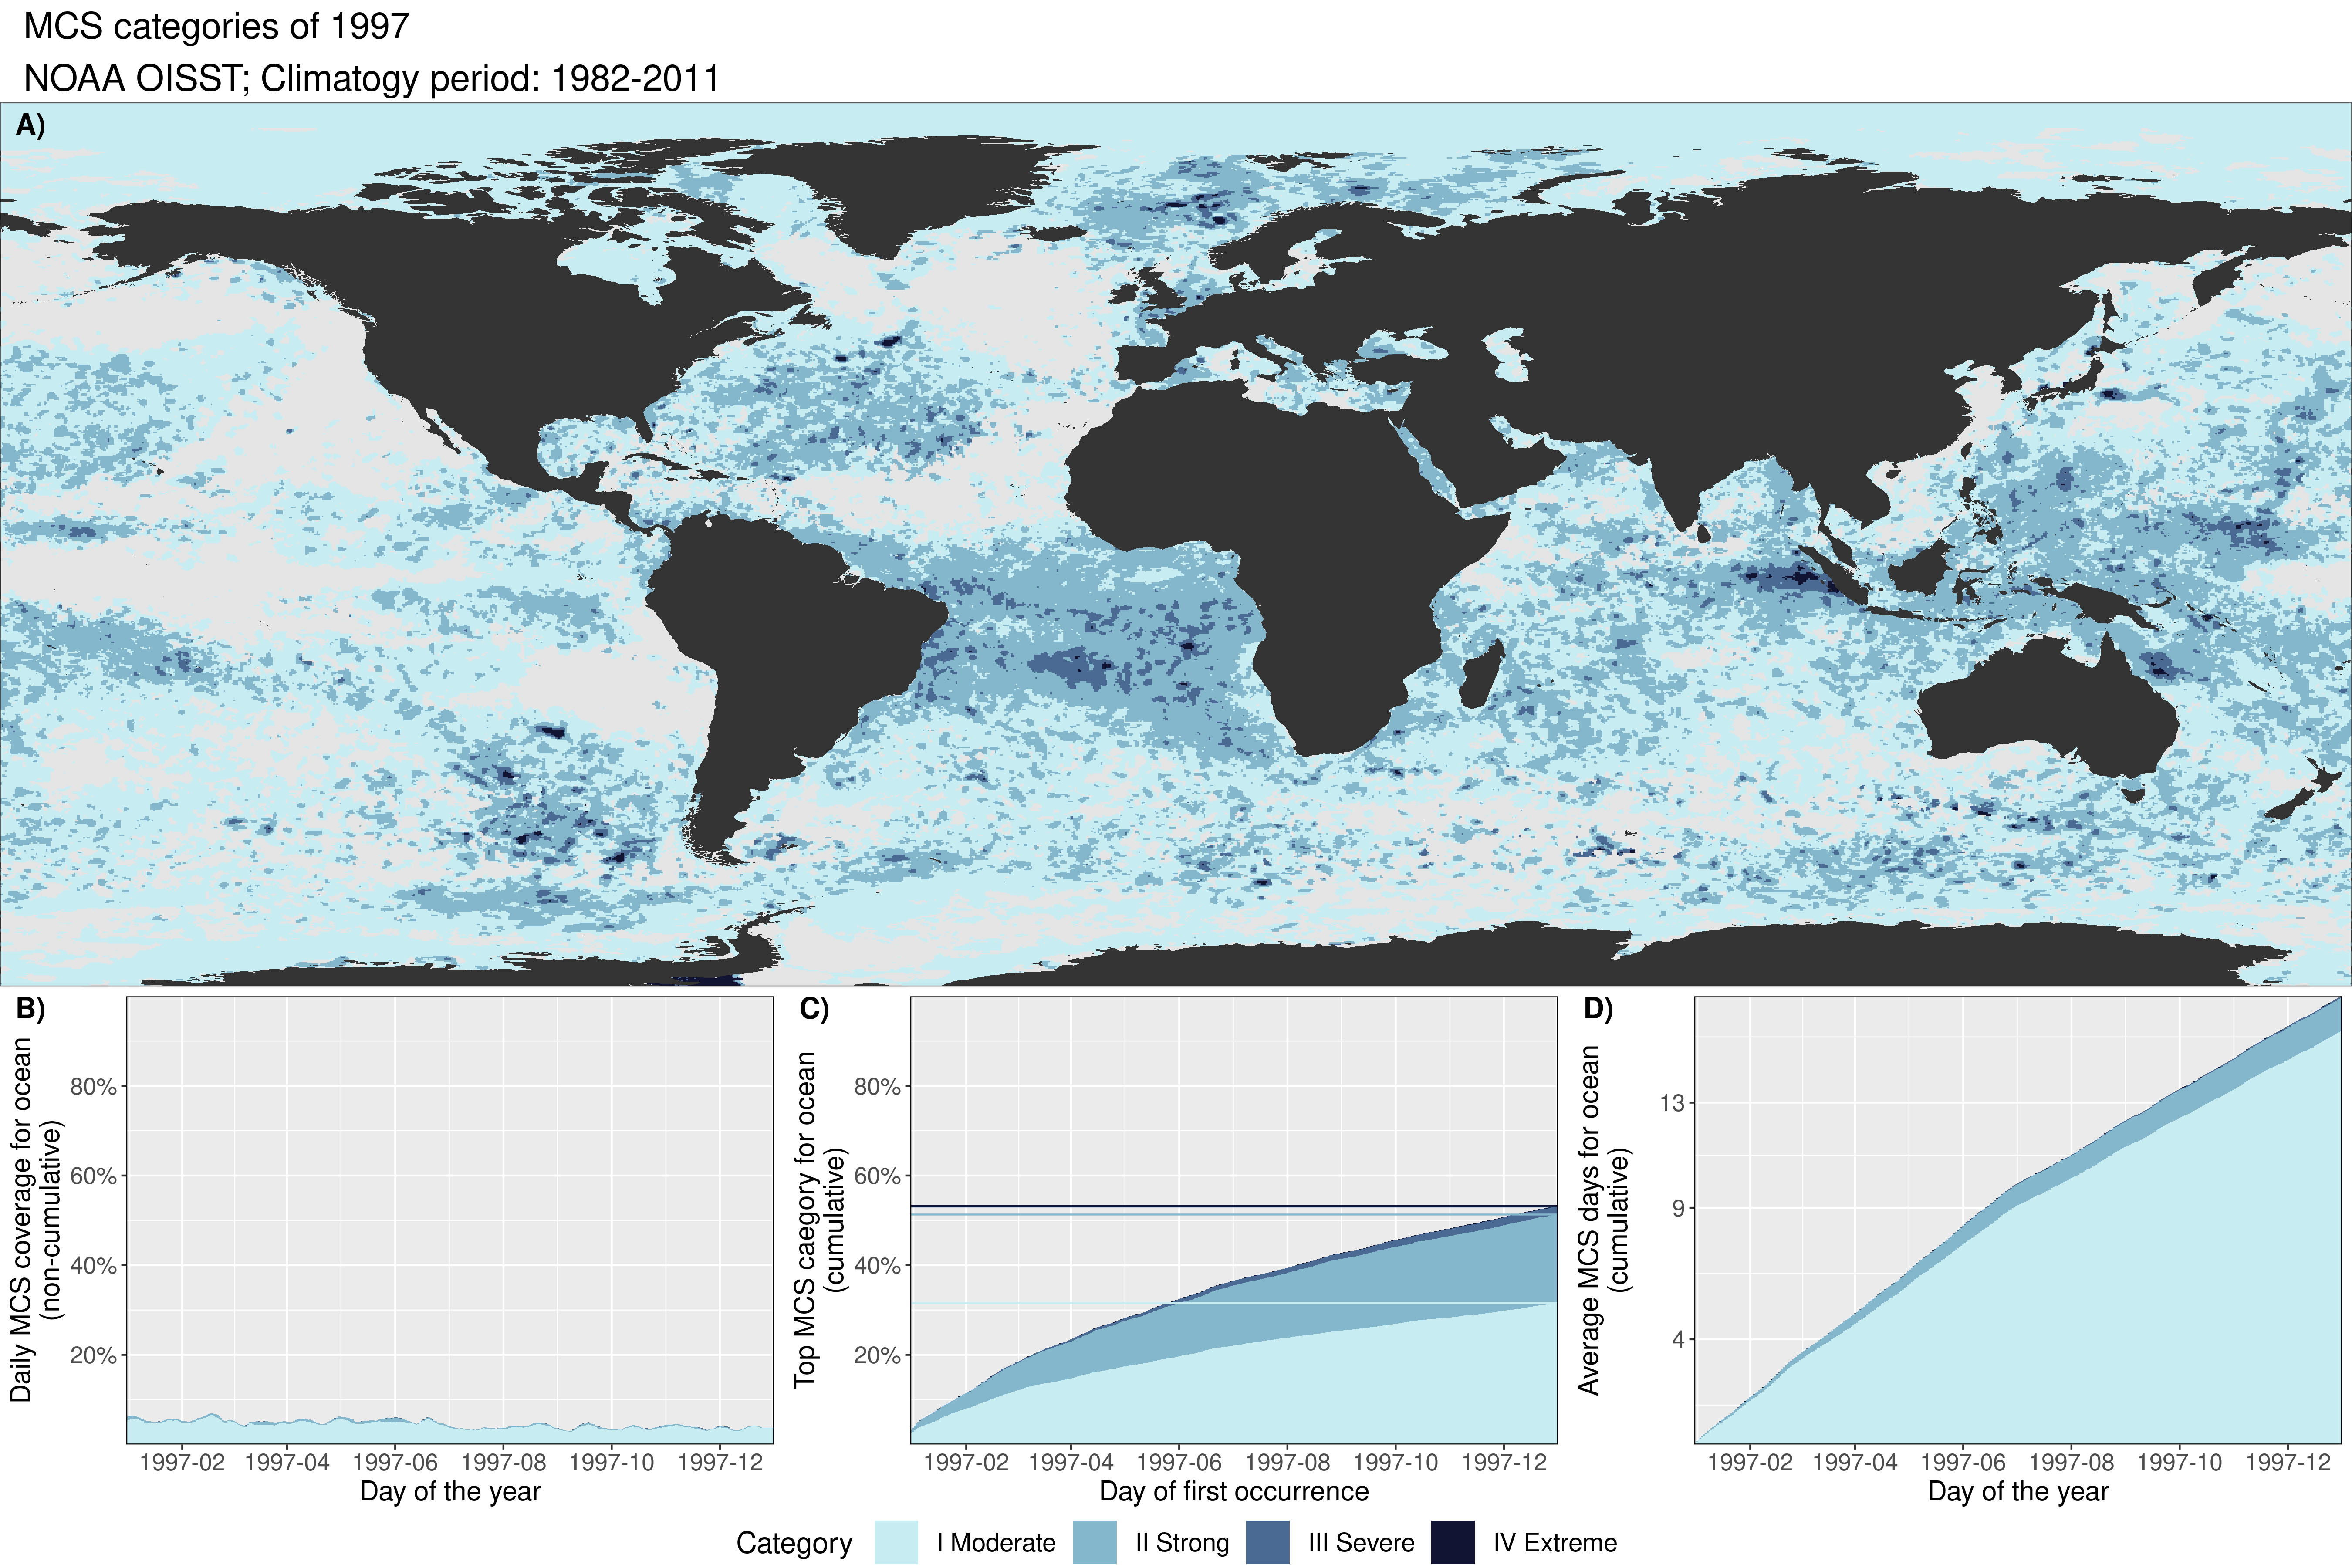 MCS categories of 1997
NOAA OISST; Climatogy period: 1982-2011
A)
B)
Daily MCS coverage for ocean
(non-cumulative)
80%
60%
40%
20%
1997-02 1997-04 1997-06 1997-08 1997-10 1997-12
Day of the year
C)
Top MCS caegory for ocean
(cumulative)
80%
60%
40%
20%
1997-02 1997-04 1997-06 1997-08 1997-10 1997-12
Day of first occurrence
D)
Average MCS days for ocean
(cumulative)
13
9
4
1997-02 1997-04 1997-06 1997-08 1997-10 1997-12
Day of the year
Category I Moderate II Strong III Severe IV Extreme